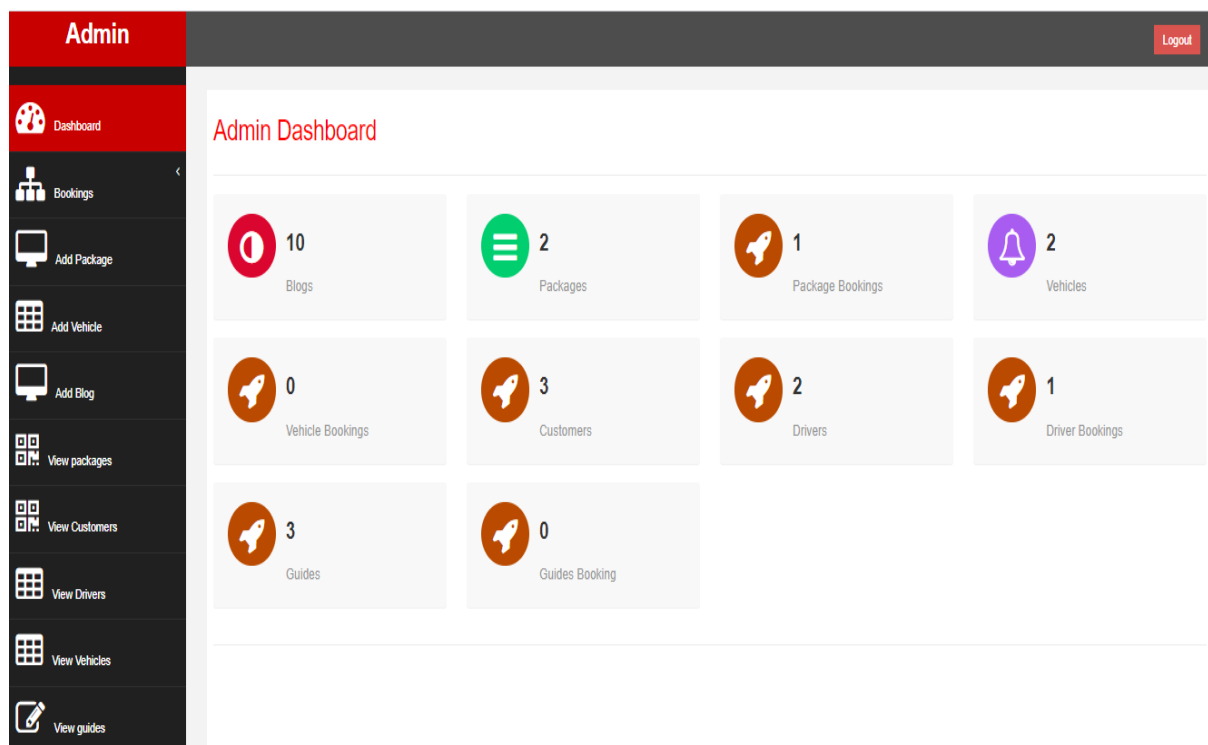 Admin
Logout
Dashboard
Bookings
Add Package
Add Vehicle
Add Blog
View packages
View Customers
View Drivers
View Vehicles
View guides
Admin Dashboard
10
Blogs
2
Packages
1
Package Bookings
2
Vehicles
0
Vehicle Bookings
3
Customers
2
Drivers
1
Driver Bookings
3
Guides
0
Guides Booking